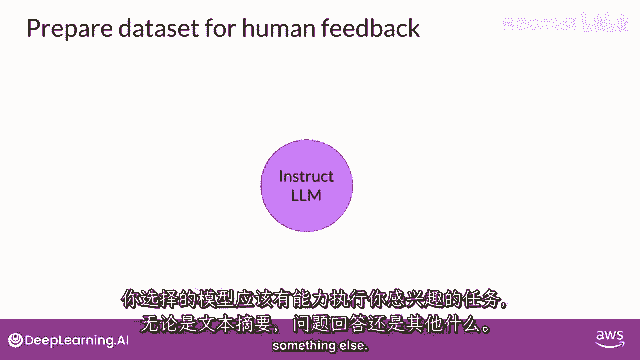 Prepare dataset for human feedback
Instruct
LLM
你选择的模型应该有能力执行你感兴趣的任务，
无论是文本摘要，问题回答还是其他什么。
something else.
DeepLearning.AI
aws